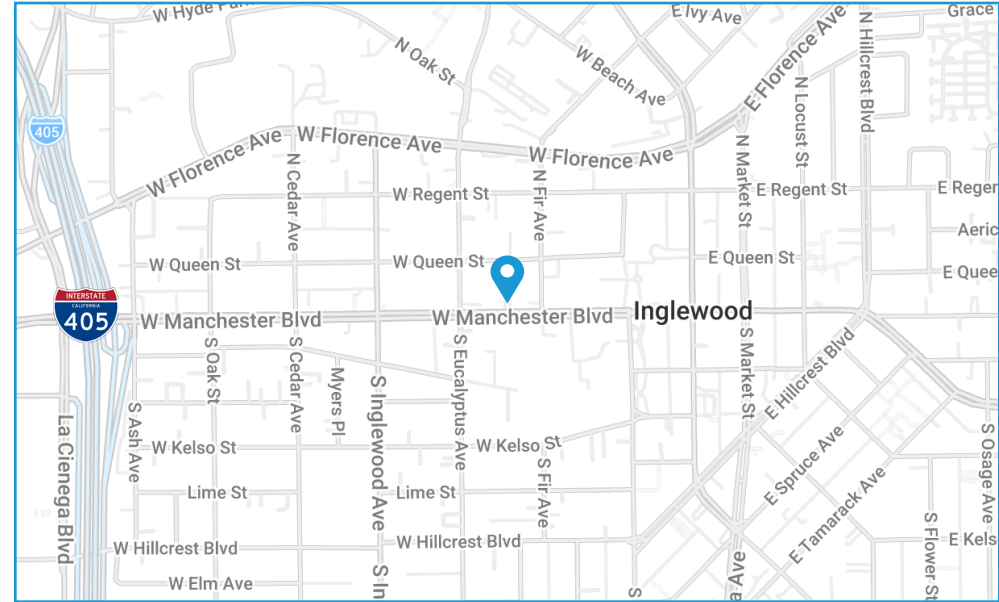 W Hyde Par
E Ivy Ave
Grace
N Oak St
W Beach Ave
E Florence Ave
N Hillcrest Blvd
N Locust St
405
W Florence Ave
W Florence Ave
W Florence Ave
N Cedar Ave
N Fir Ave
N Market St
W Regent St
E Regent St
E Reger
Aeric
W Queen St
W Queen St
E Queen St
E Quee
INTERSTATE
CALIFORNIA
405
W Manchester Blvd
W Manchester Blvd
Inglewood
S Oak St
S Cedar Ave
Myers Pl
S Inglewood Ave
S Eucalyptus Ave
S Market St
E Hillcrest Blvd
S Ash Ave
La Cienega Blvd
W Kelso St
W Kelso St
S Fir Ave
E Spruce Ave
E Tamarack Ave
S Osage Ave
Lime St
Lime St
S Flower St
W Hillcrest Blvd
W Hillcrest Blvd
E Kels
W Elm Ave
S In
S
Ave